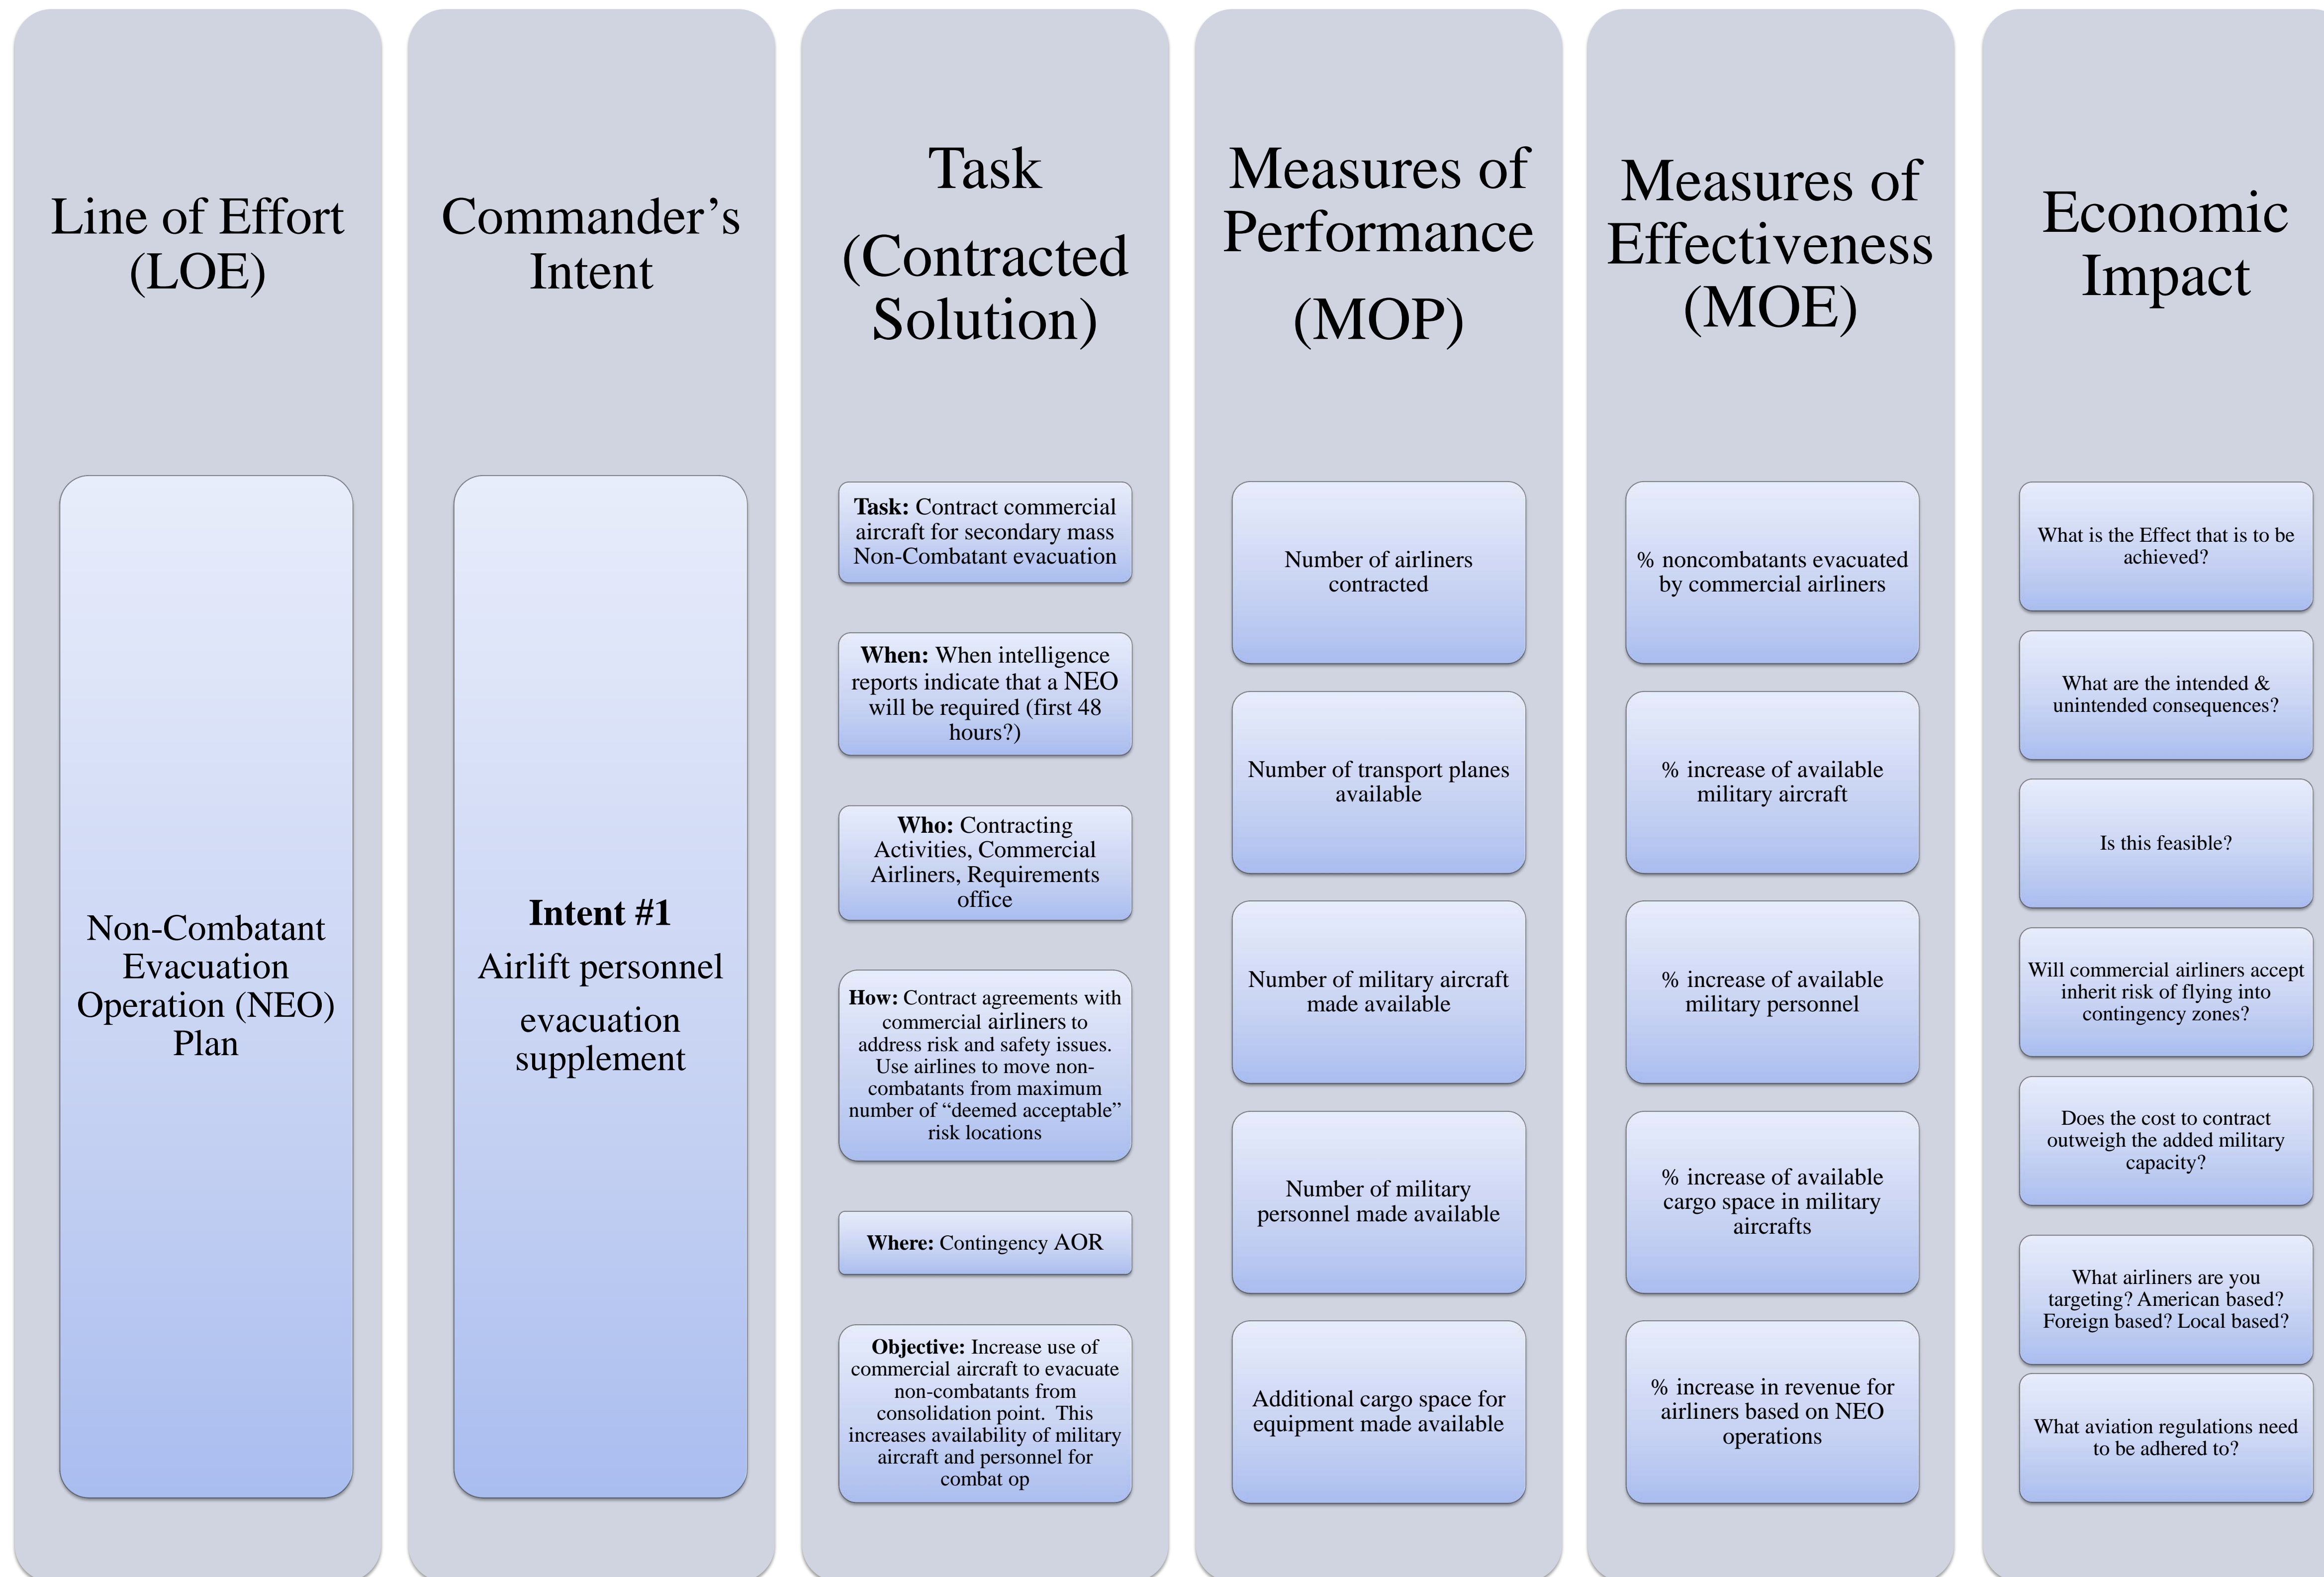 Line of Effort
(LOE)
Non-Combatant
Evacuation
Operation (NEO)
Plan
Commander’s
Intent
Intent #1
Airlift personnel
evacuation
supplement
Task
(Contracted
Solution)
Task: Contract commercial
aircraft for secondary mass
Non-Combatant evacuation
When: When intelligence
reports indicate that a NEO
will be required (first 48
hours?)
Who: Contracting
Activities, Commercial
Airliners, Requirements
office
How: Contract agreements with
commercial airliners to
address risk and safety issues.
Use airlines to move non-
combatants from maximum
number of “deemed acceptable”
risk locations
Where: Contingency AOR
Objective: Increase use of
commercial aircraft to evacuate
non-combatants from
consolidation point.  This
increases availability of military
aircraft and personnel for
combat op
Measures of
Performance
(MOP)
Number of airliners
contracted
Number of transport planes
available
Number of military aircraft
made available
Number of military
personnel made available
Additional cargo space for
equipment made available
Measures of
Effectiveness
(MOE)
% noncombatants evacuated
by commercial airliners
% increase of available
military aircraft
% increase of available
military personnel
% increase of available
cargo space in military
aircrafts
% increase in revenue for
airliners based on NEO
operations
Economic
Impact
What is the Effect that is to be
achieved?
What are the intended &
unintended consequences?
Is this feasible?
Will commercial airliners accept
inherit risk of flying into
contingency zones?
Does the cost to contract
outweigh the added military
capacity?
What airliners are you
targeting? American based?
Foreign based? Local based?
What aviation regulations need
to be adhered to?